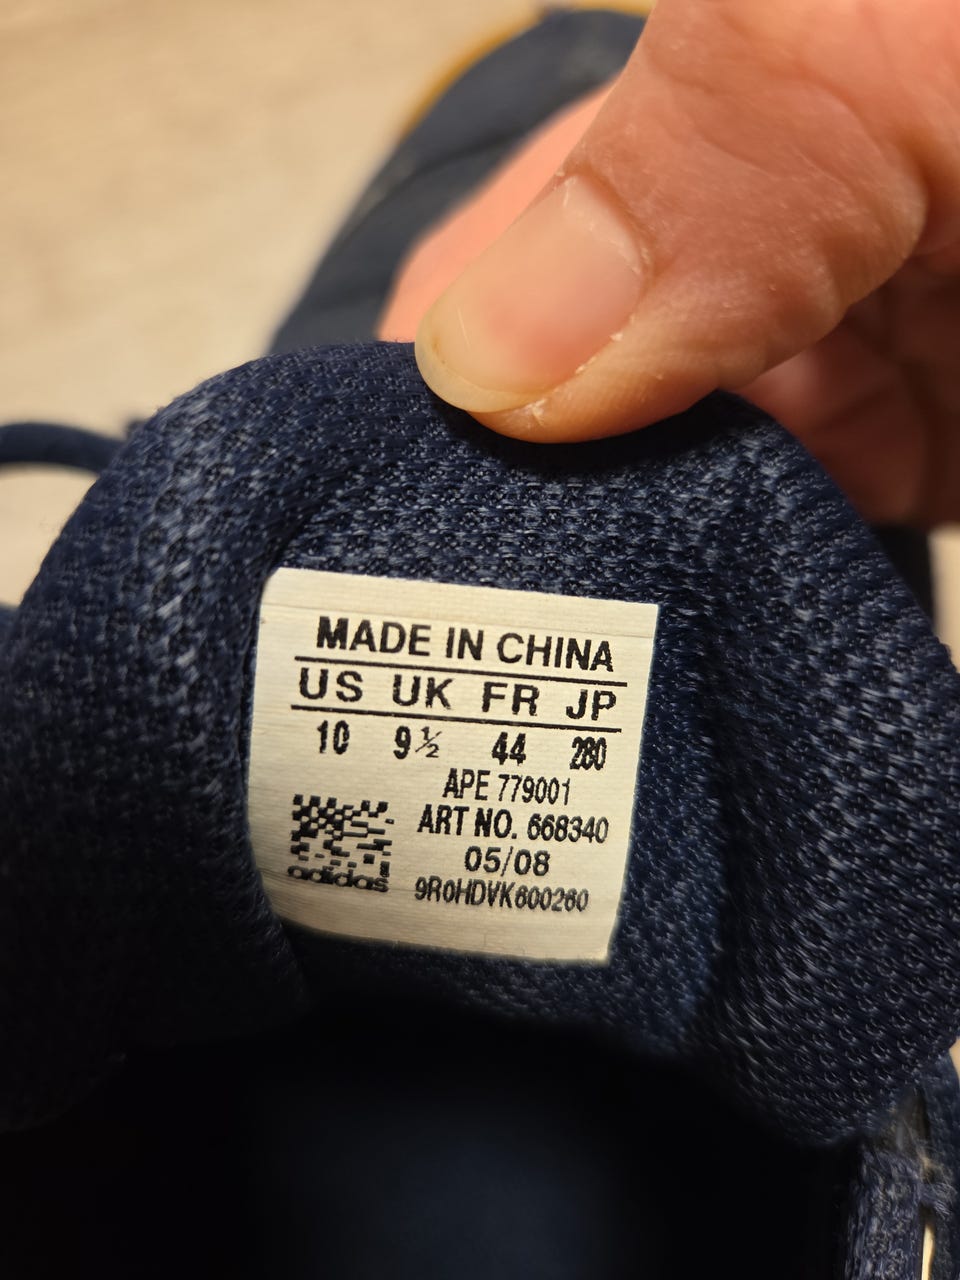 MADE IN CHINA
US UK FR JP
10 9½ 44 280
APE 779001
ART NO. 668340
05/08
adidas
9R0HDVK600260